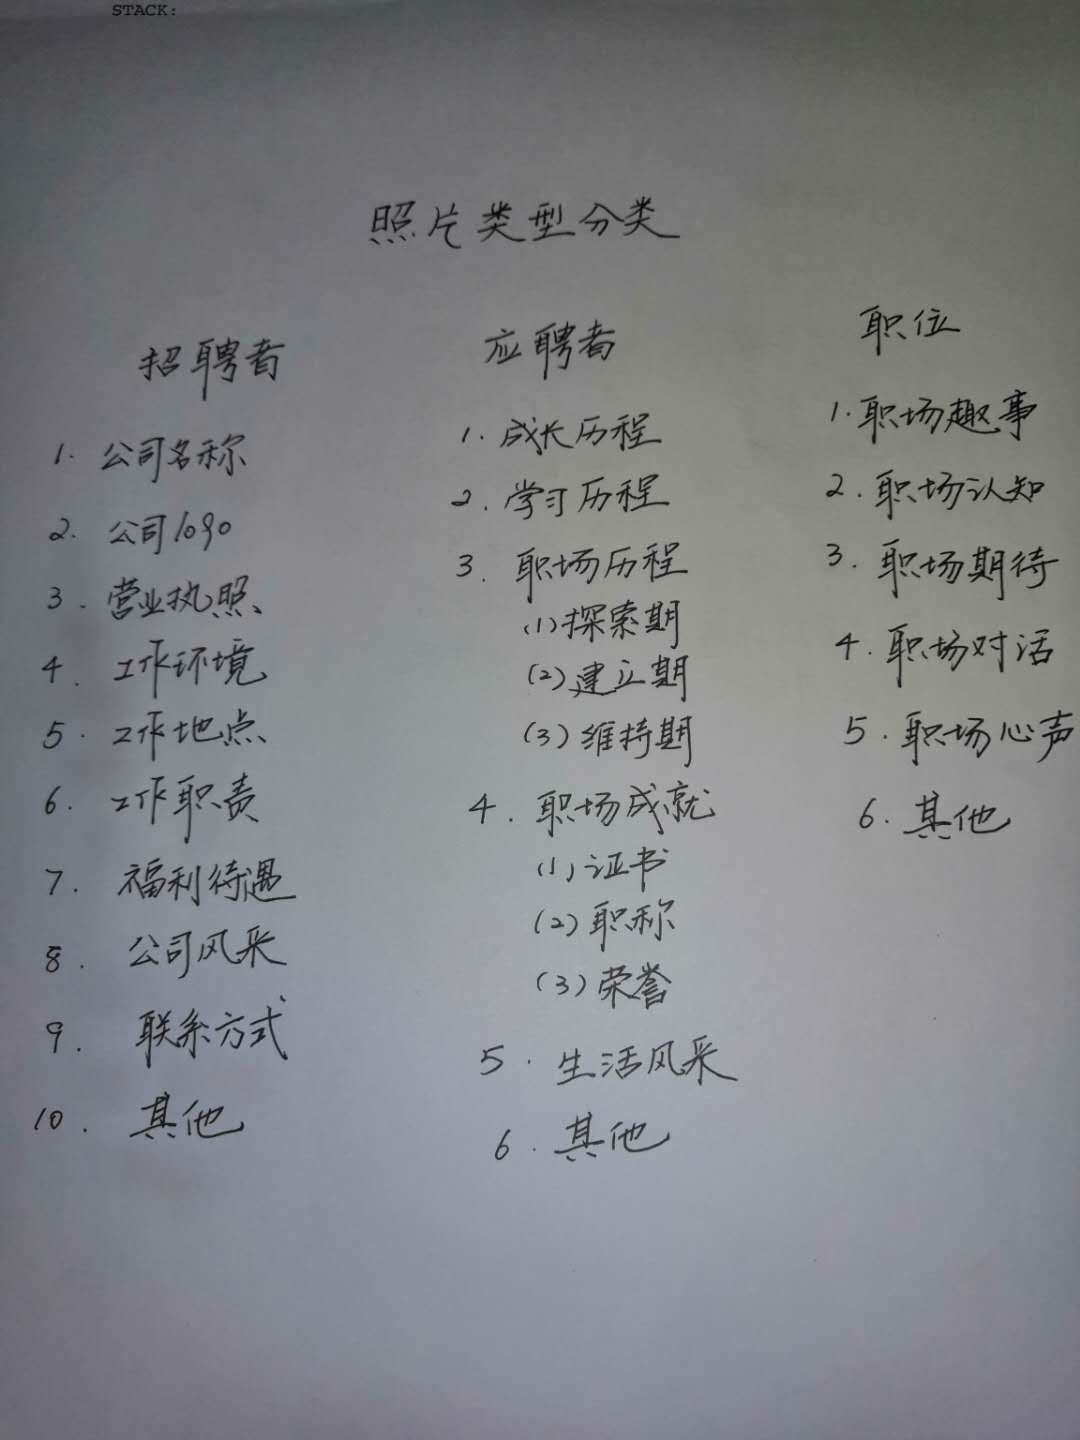 STACK:
照片类型分类
招聘者
1. 公司名称
2. 公司logo
3. 营业执照
4. 工作环境
5. 工作地点
6. 工作职责
7. 福利待遇
8. 公司风采
9. 联系方式
10. 其他
应聘者
1. 成长历程
2. 学习历程
3. 职场历程
(1) 探索期
(2) 建立期
(3) 维持期
4. 职场成就
(1) 证书
(2) 职称
(3) 荣誉
5. 生活风采
6. 其他
职位
1. 职场趣事
2. 职场认知
3. 职场期待
4. 职场对话
5. 职场心声
6. 其他